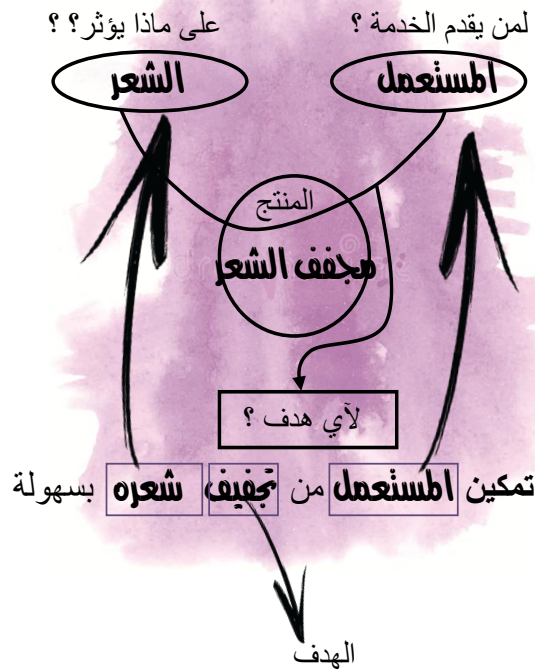 لمن يقدم الخدمة ؟
على ماذا يؤثر؟ ؟
المستعمل
الشعر
المنتج
مجفف الشعر
لآي هدف ؟
تمكين المستعمل من تجفيف شعره بسهولة
الهدف